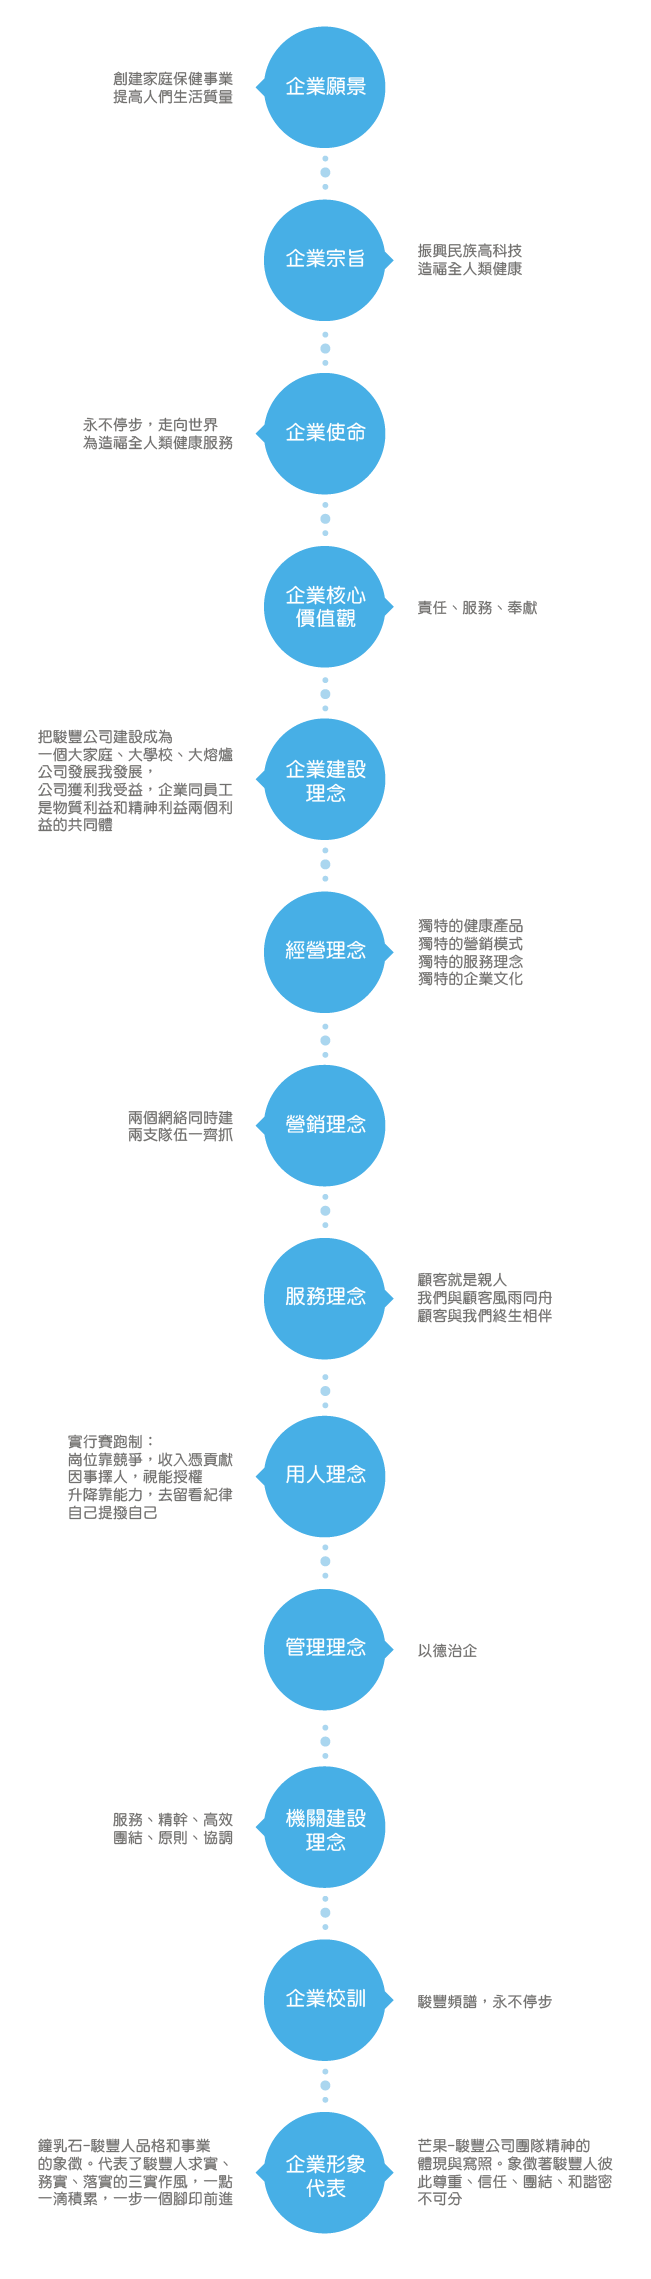 創建家庭保健事業
提高人們生活質量
企業願景
企業宗旨
振興民族高科技
造福全人類健康
永不停步，走向世界
為造福全人類健康服務
企業使命
企業核心
價值觀
責任、服務、奉獻
把駿豐公司建設成為
一個大家庭、大學校、大熔爐
公司發展我發展，
公司獲利我受益，企業同員工
是物質利益和精神利益兩個利
益的共同體
企業建設
理念
經營理念
獨特的健康產品
獨特的營銷模式
獨特的服務理念
獨特的企業文化
兩個網絡同時建
兩支隊伍一齊抓
營銷理念
服務理念
顧客就是親人
我們與顧客風雨同舟
顧客與我們終生相伴
實行賽跑制：
崗位靠競爭，收入憑貢獻
因事擇人，視能授權
升降靠能力，去留看紀律
自己提撥自己
用人理念
管理理念
以德治企
服務、精幹、高效
團結、原則、協調
機關建設
理念
企業校訓
駿豐頻譜，永不停步
鐘乳石-駿豐人品格和事業
的象徵。代表了駿豐人求實、
務實、落實的三實作風，一點
一滴積累，一步一個腳印前進
企業形象
代表
芒果-駿豐公司團隊精神的
體現與寫照。象徵著駿豐人彼
此尊重、信任、團結、和諧密
不可分